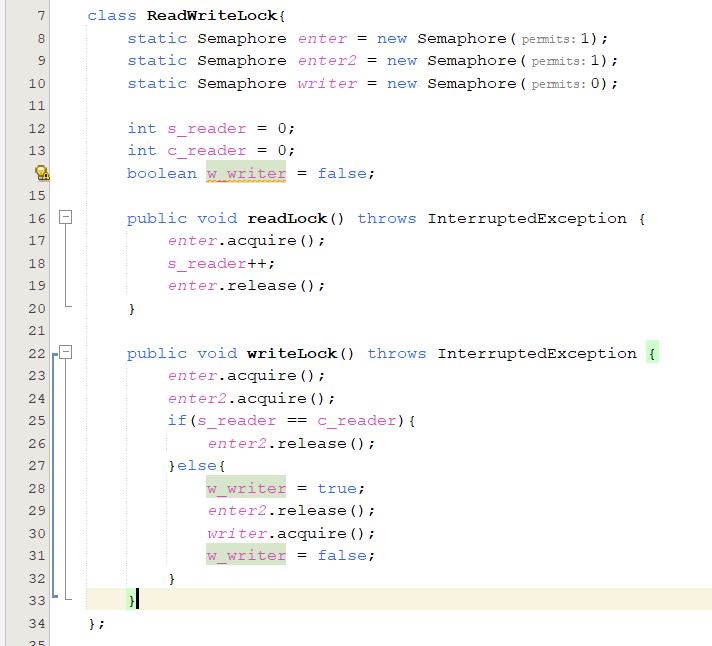 7 class ReadWriteLock{
8 static Semaphore enter = new Semaphore( permits: 1);
9 static Semaphore enter2 = new Semaphore( permits: 1);
10 static Semaphore writer = new Semaphore( permits: 0);
11
12 int s_reader = 0;
13 int c_reader = 0;
boolean w_writer = false;
15
16 public void readLock() throws InterruptedException {
17 enter.acquire();
18 s_reader++;
19 enter.release();
20 }
21
22 public void writeLock() throws InterruptedException {
23 enter.acquire();
24 enter2.acquire();
25 if(s_reader == c_reader){
26 enter2.release();
27 }else{
28 w_writer = true;
29 enter2.release();
30 writer.acquire();
31 w_writer = false;
32 }
33 }
34 };
35